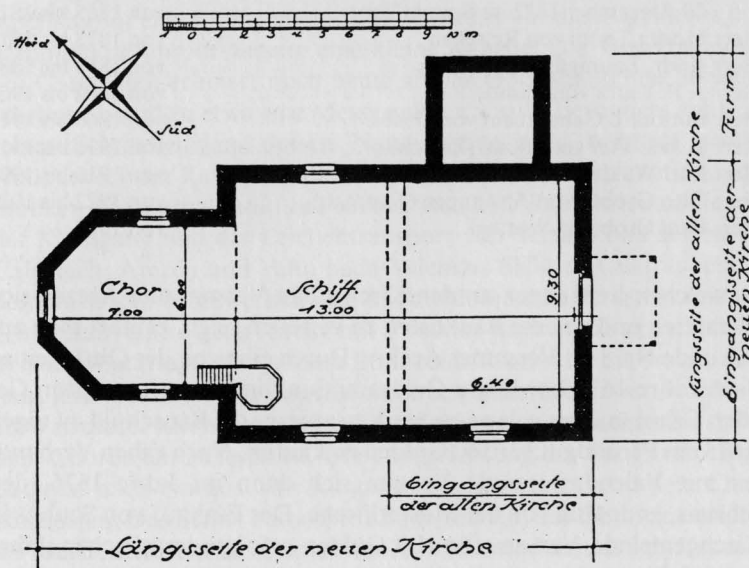 1 0 1 2 3 4 5 6 7 8 9 10 m
Nord
Süd
Chor
7.00
6.00
Schiff
13.00
9.30
6.40
Eingangsseite
der alten Kirche
Längsseite der neuen Kirche
Längsseite der alten Kirche
Eingangsseite der
neuen Kirche
Turm